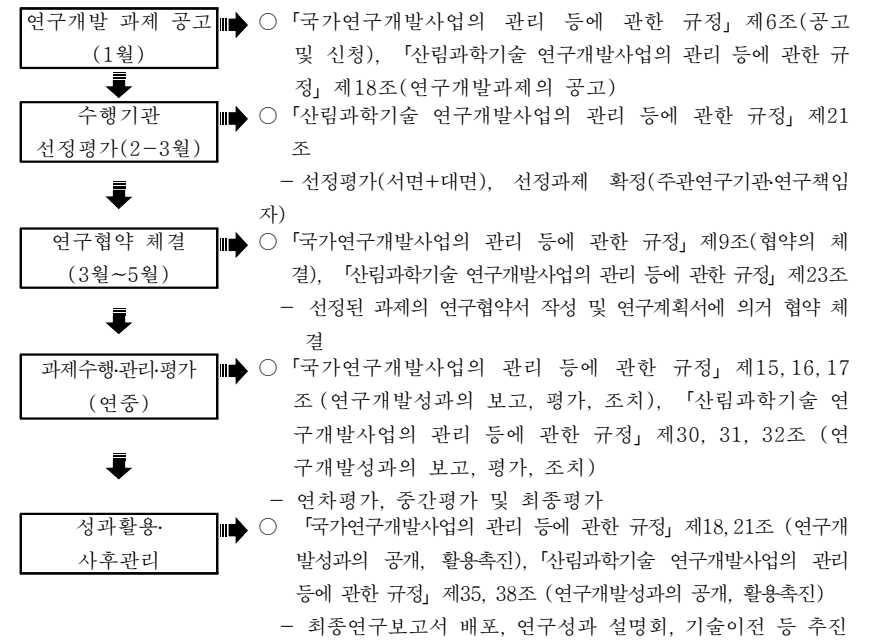 연구개발 과제 공고
(1월)
○ 「국가연구개발사업의 관리 등에 관한 규정」 제6조(공고
및 신청), 「산림과학기술 연구개발사업의 관리 등에 관한 규
정」 제18조(연구개발과제의 공고)
수행기관
선정평가(2-3월)
○ 「산림과학기술 연구개발사업의 관리 등에 관한 규정」 제21
조
- 선정평가(서면+대면), 선정과제 확정(주관연구기관·연구책임
자)
연구협약 체결
(3월~5월)
○ 「국가연구개발사업의 관리 등에 관한 규정」 제9조(협약의 체
결), 「산림과학기술 연구개발사업의 관리 등에 관한 규정」 제23조
- 선정된 과제의 연구협약서 작성 및 연구계획서에 의거 협약 체
결
과제수행·관리·평가
(연중)
○ 「국가연구개발사업의 관리 등에 관한 규정」 제15, 16, 17
조 (연구개발성과의 보고, 평가, 조치), 「산림과학기술 연
구개발사업의 관리 등에 관한 규정」 제30, 31, 32조 (연
구개발성과의 보고, 평가, 조치)
- 연차평가, 중간평가 및 최종평가
성과활용·
사후관리
○ 「국가연구개발사업의 관리 등에 관한 규정」 제18, 21조 (연구개
발성과의 공개, 활용촉진), 「산림과학기술 연구개발사업의 관리
등에 관한 규정」 제35, 38조 (연구개발성과의 공개, 활용촉진)
- 최종연구보고서 배포, 연구성과 설명회, 기술이전 등 추진